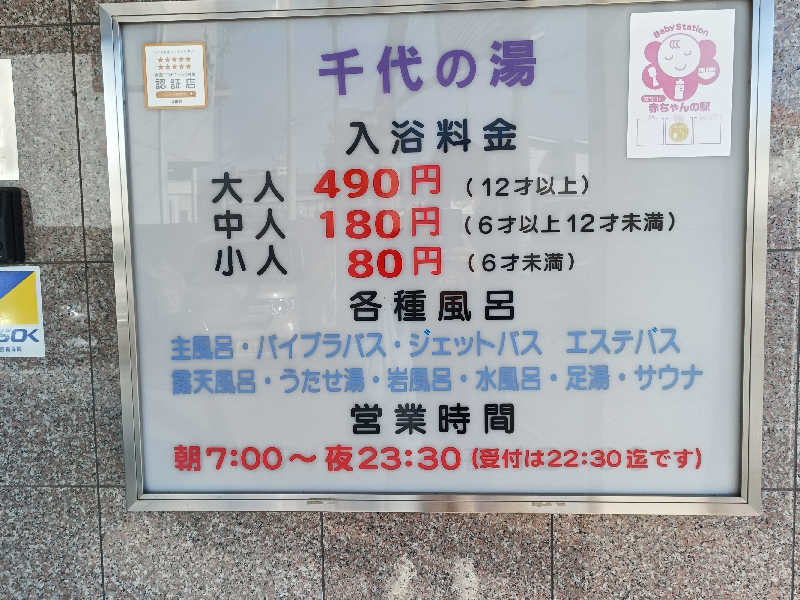 千代の湯
★★★★★
★★★★★
認証店
Baby Station
赤ちゃんの駅
入浴料金
大人 490円 (12才以上)
中人 180円 (6才以上12才未満)
小人 80円 (6才未満)
各種風呂
主風呂・バイブラバス・ジェットバス エステバス
露天風呂・うたせ湯・岩風呂・水風呂・足湯・サウナ
営業時間
朝7:00〜夜23:30 (受付は22:30迄です)
SOK